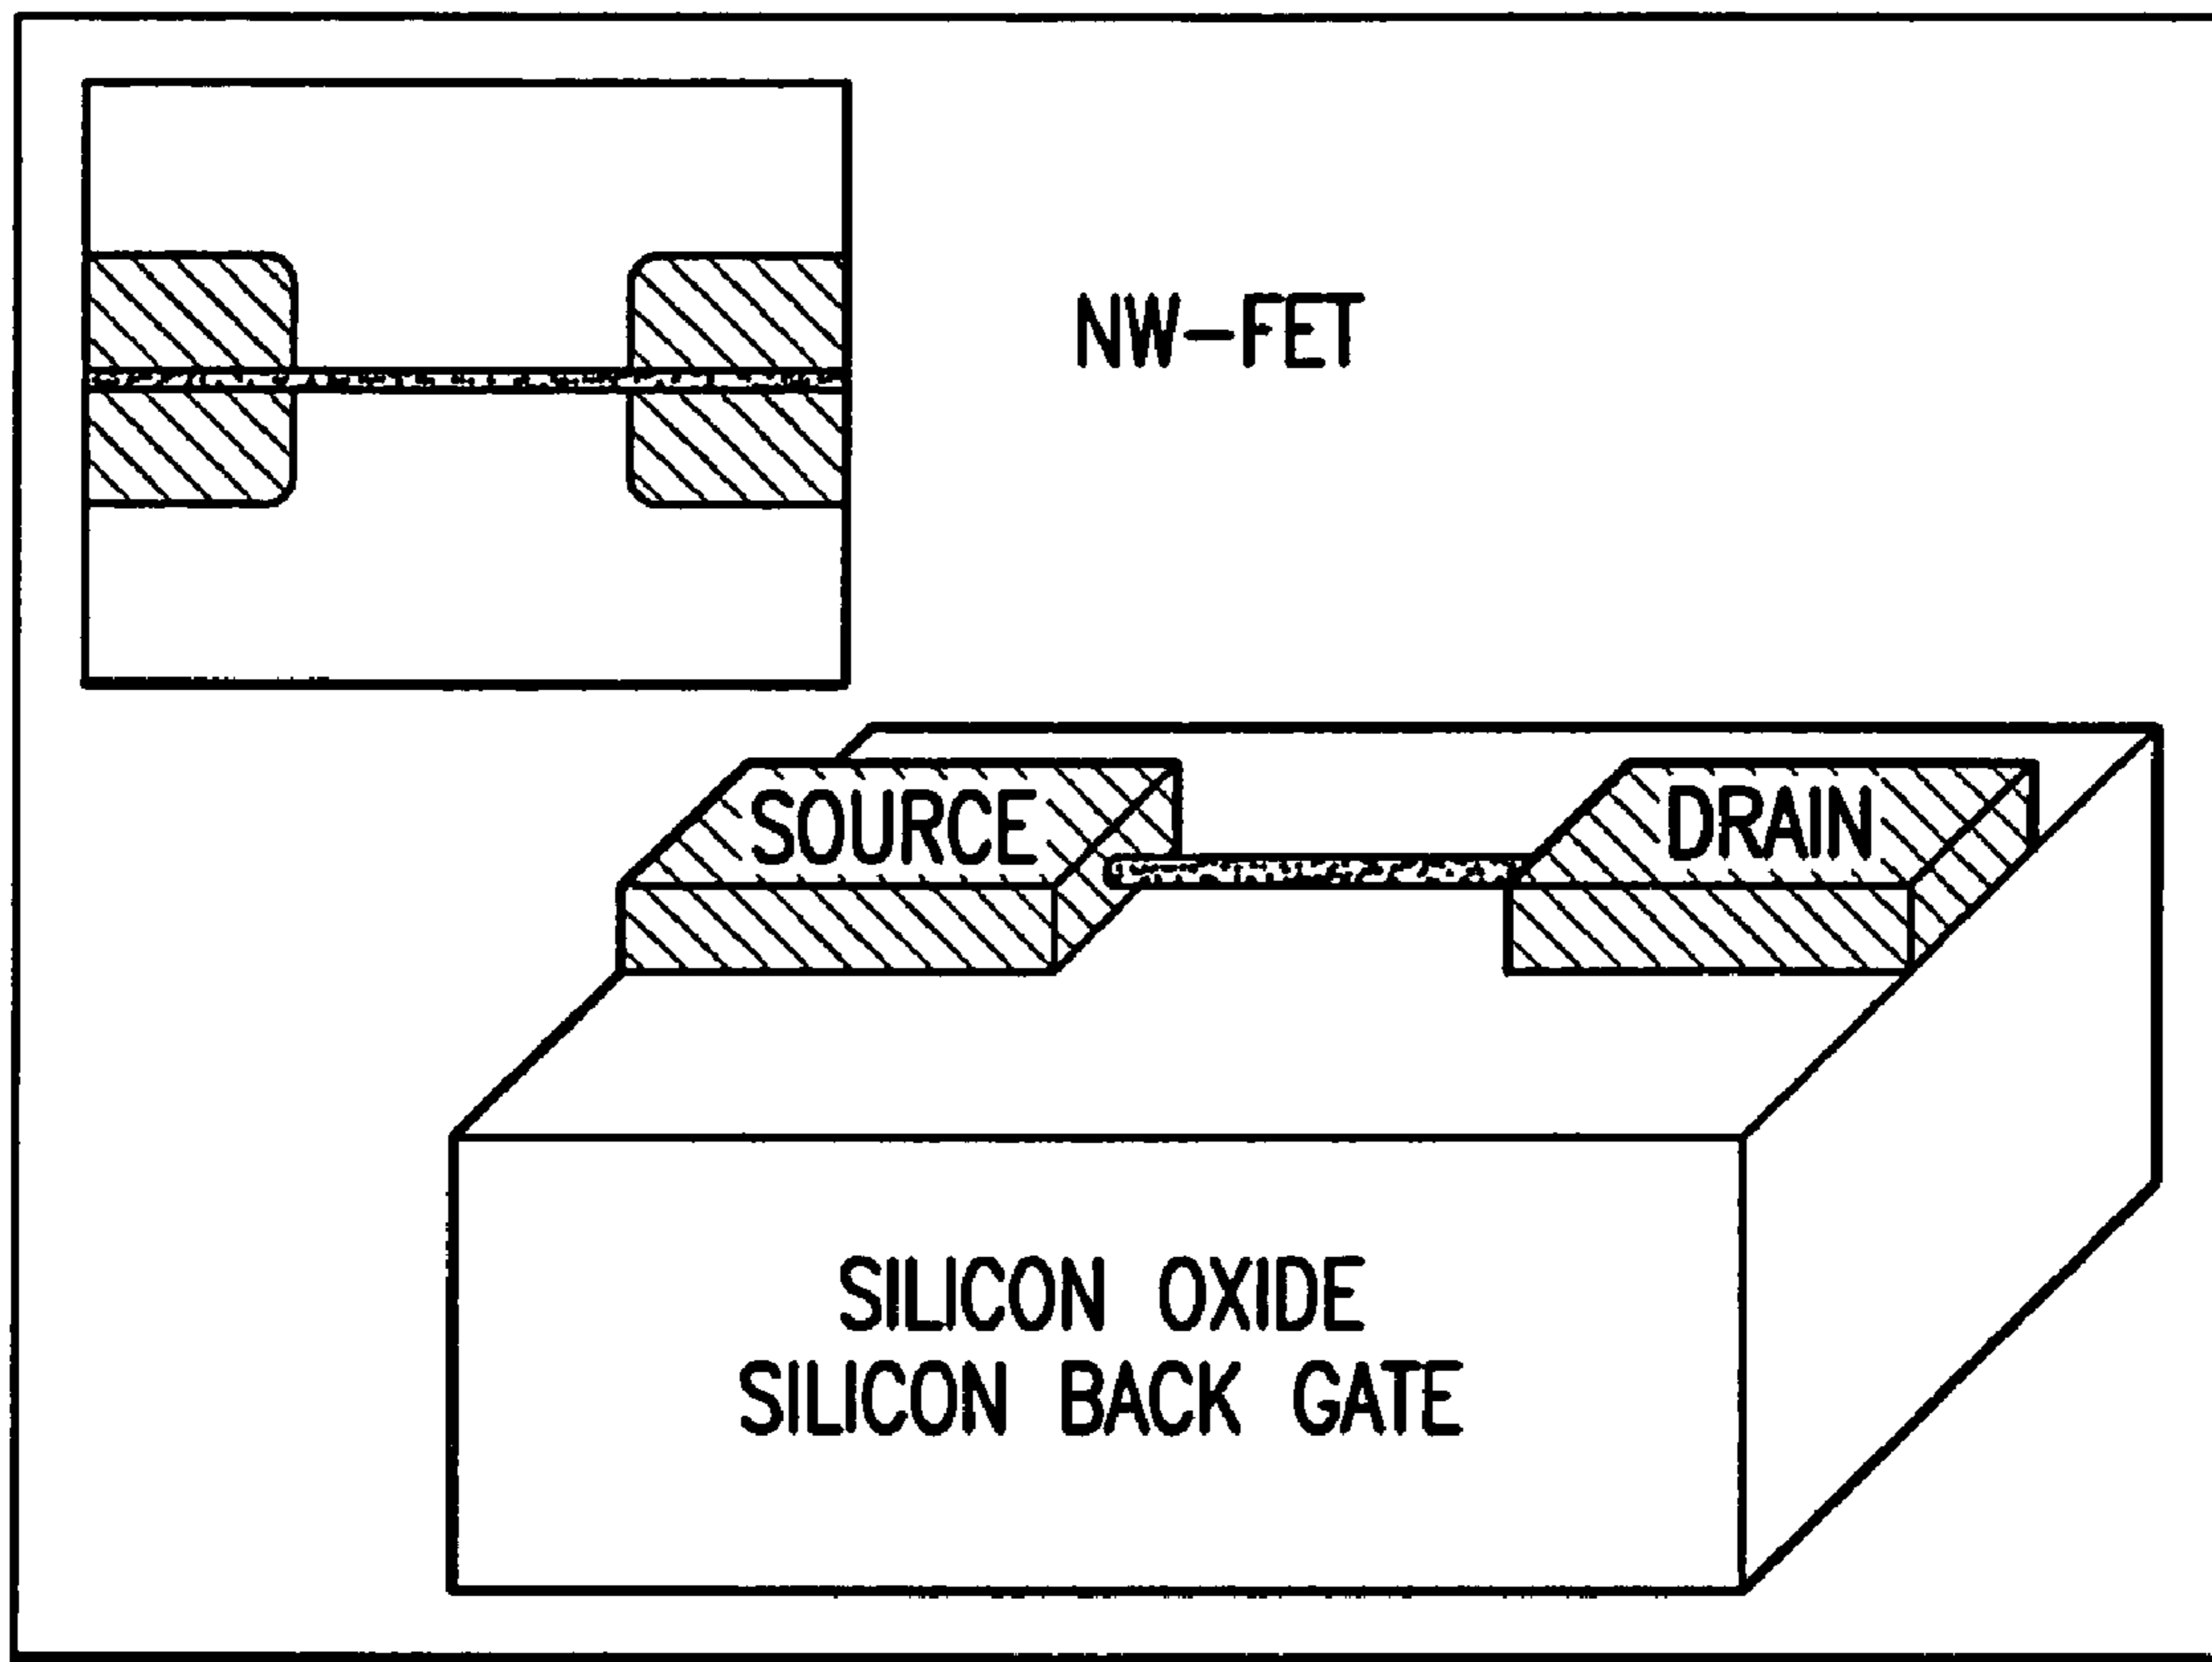 NW-FET
SOURCE
DRAIN
SILICON OXIDE
SILICON BACK GATE